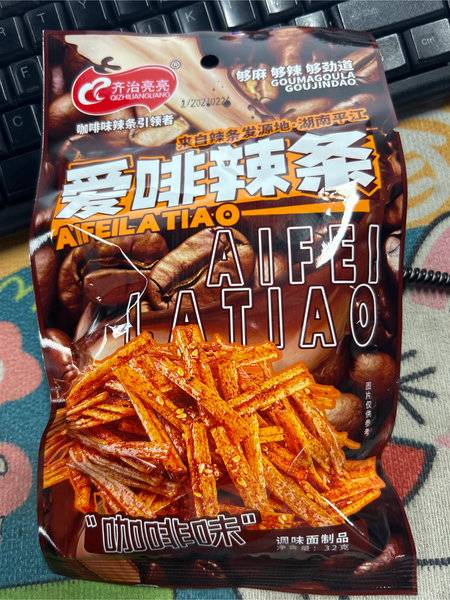 齐治亮亮
QIZHILIANGLIANG
®
咖啡味辣条引领者
1/20210226
够麻 够辣 够劲道
GOUMAGOULA
GOUJINDAO
来自辣条发源地·湖南平江
爱啡辣条
AIFEILATIAO
AIFEI
LATIAO
图片仅供参考
"咖啡味"
调味面制品
净含量：32克